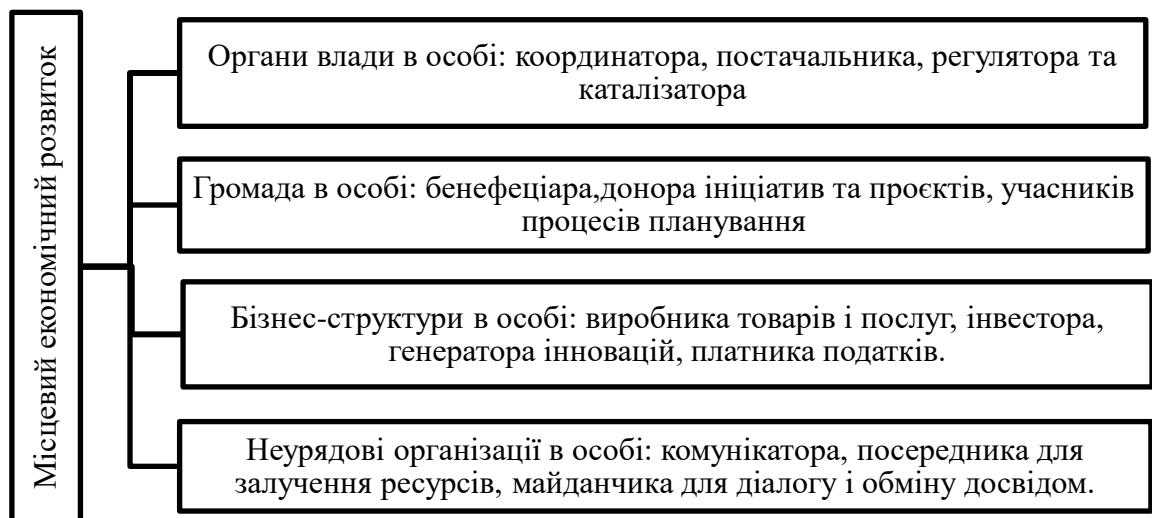 Місцевий економічний розвиток
Органи влади в особі: координатора, постачальника, регулятора та
каталізатора
Громада в особі: бенефеціара,донора ініціатив та проєктів, учасників
процесів планування
Бізнес-структури в особі: виробника товарів і послуг, інвестора,
генератора інновацій, платника податків.
Неурядові організації в особі: комунікатора, посередника для
залучення ресурсів, майданчика для діалогу і обміну досвідом.